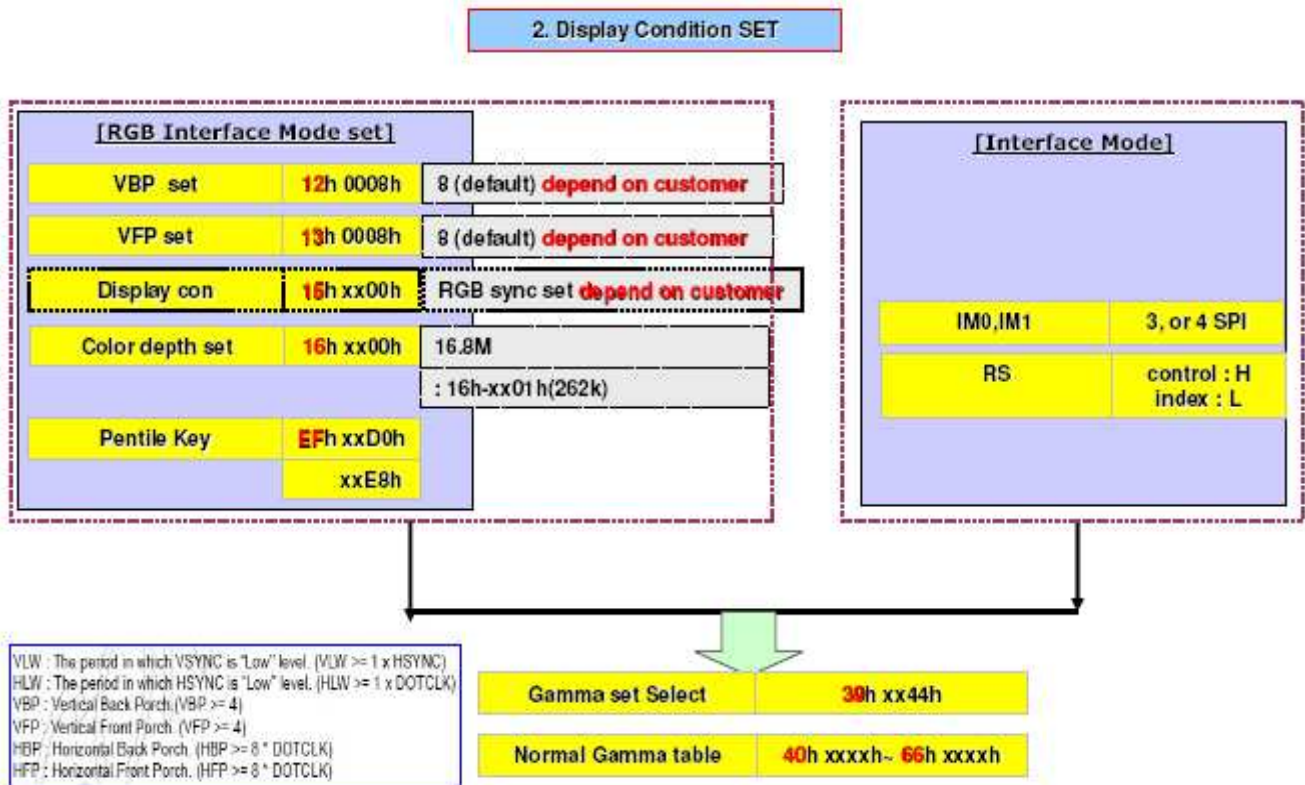 2. Display Condition SET
[RGB Interface Mode set]
VBP set 12h 0008h 8 (default) depend on customer
VFP set 13h 0008h 8 (default) depend on customer
Display con 15h xx00h RGB sync set depend on customer
Color depth set 16h xx00h 16.8M
: 16h-xx01h(262k)
Pentile Key EFh xxD0h
xxE8h
[Interface Mode]
IM0,IM1 3, or 4 SPI
RS control : H
index : L
VLW : The period in which VSYNC is "Low" level. (VLW >= 1 x HSYNC)
HLW : The period in which HSYNC is "Low" level. (HLW >= 1 x DOTCLK)
VBP : Vertical Back Porch.(VBP >= 4)
VFP : Vertical Front Porch. (VFP >= 4)
HBP : Horizontal Back Porch. (HBP >= 8 * DOTCLK)
HFP : Horizontal Front Porch. (HFP >= 8 * DOTCLK)
Gamma set Select 39h xx44h
Normal Gamma table 40h xxxxh~ 66h xxxxh